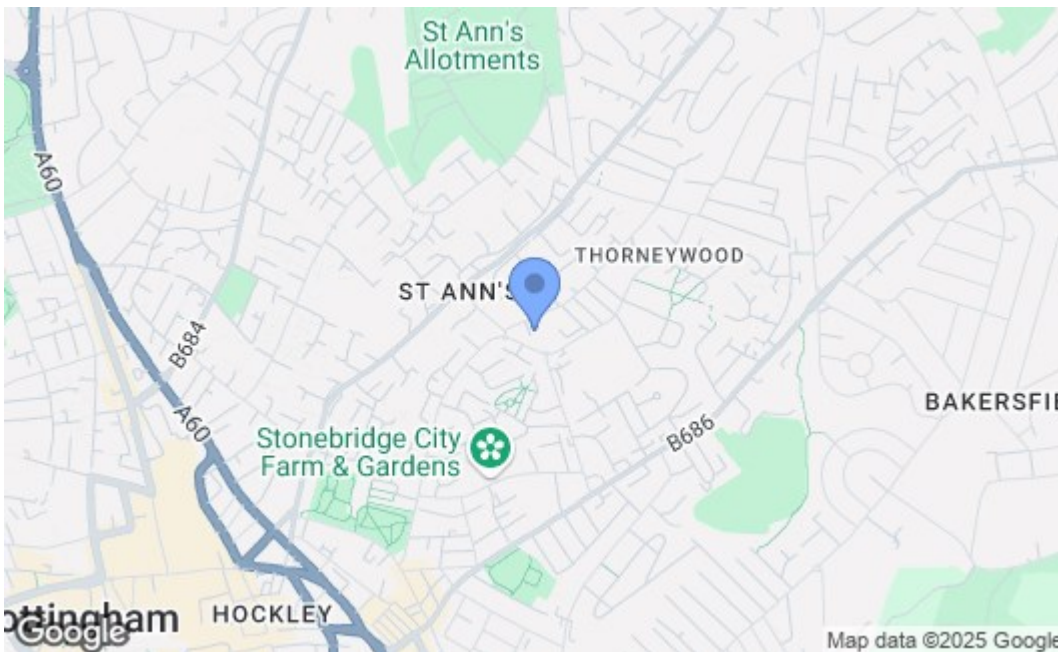 St Ann's
Allotments
A60
THORNEYWOOD
ST ANN'S
B684
A60
BAKERSFIE
B686
Stonebridge City
Farm & Gardens
ottingham
HOCKLEY
Google
Map data ©2025 Google